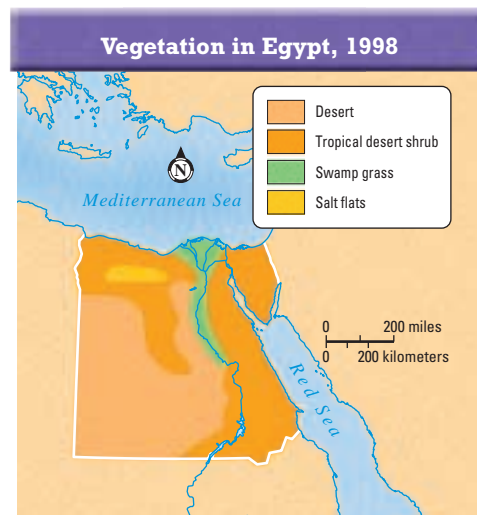 Vegetation in Egypt, 1998
Desert
Tropical desert shrub
Swamp grass
Salt flats
N
Mediterranean Sea
0 200 miles
0 200 kilometers
Red Sea